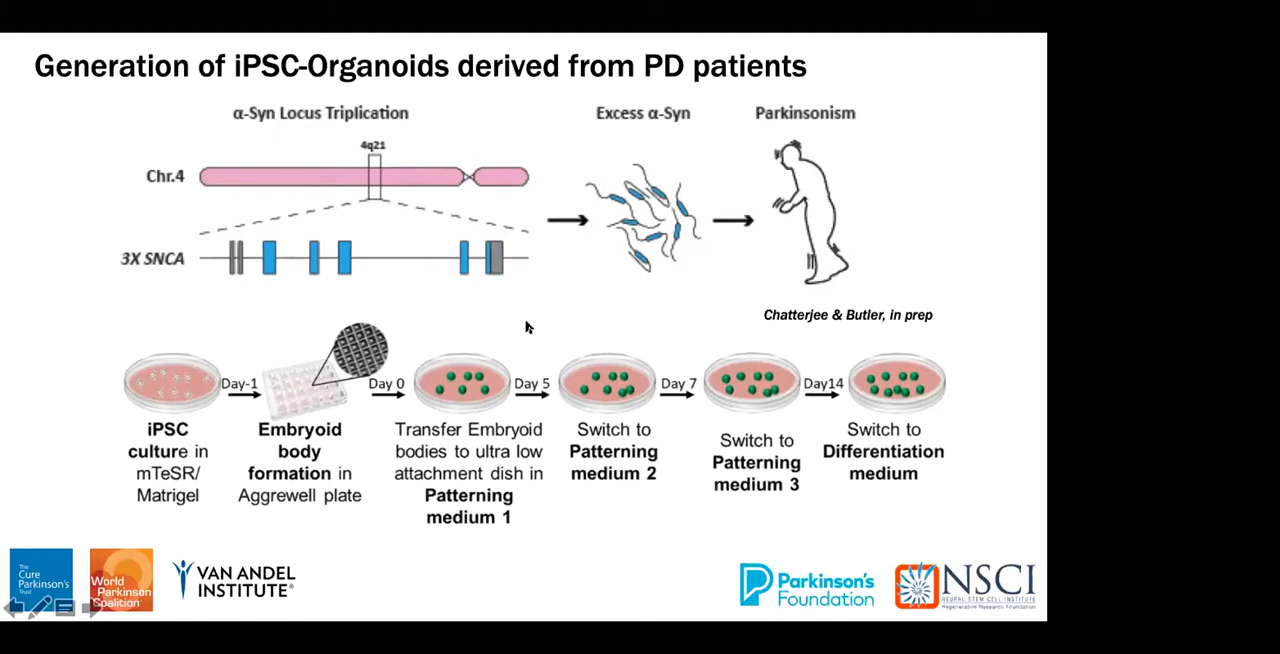 Generation of iPSC-Organoids derived from PD patients
α-Syn Locus Triplication
Excess α-Syn
Parkinsonism
4q21
Chr.4
3X SNCA
Chatterjee & Butler, in prep
Day-1
Day 0
Day 5
Day 7
Day14
iPSC
culture in
mTeSR/
Matrigel
Embryoid
body
formation in
Aggrewell plate
Transfer Embryoid
bodies to ultra low
attachment dish in
Patterning
medium 1
Switch to
Patterning
medium 2
Switch to
Patterning
medium 3
Switch to
Differentiation
medium
The
Cure
Parkinson's
Trust
World
Parkinson
Coalition
VAN ANDEL
INSTITUTE®
Parkinson's
Foundation
NSCI
NEURAL STEM CELL INSTITUTE
Regenerative Research Foundation